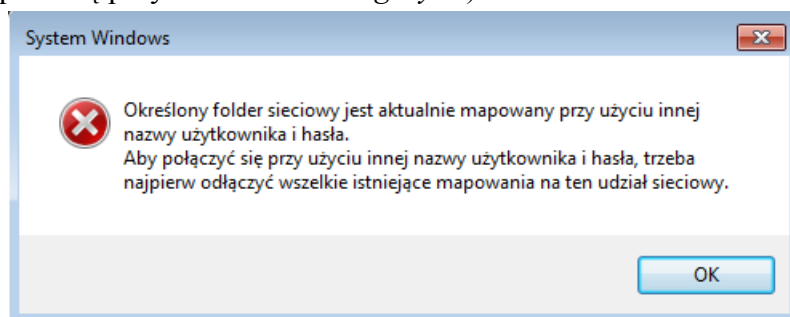 System Windows
Określony folder sieciowy jest aktualnie mapowany przy użyciu innej
nazwy użytkownika i hasła.
Aby połączyć się przy użyciu innej nazwy użytkownika i hasła, trzeba
najpierw odłączyć wszelkie istniejące mapowania na ten udział sieciowy.
OK